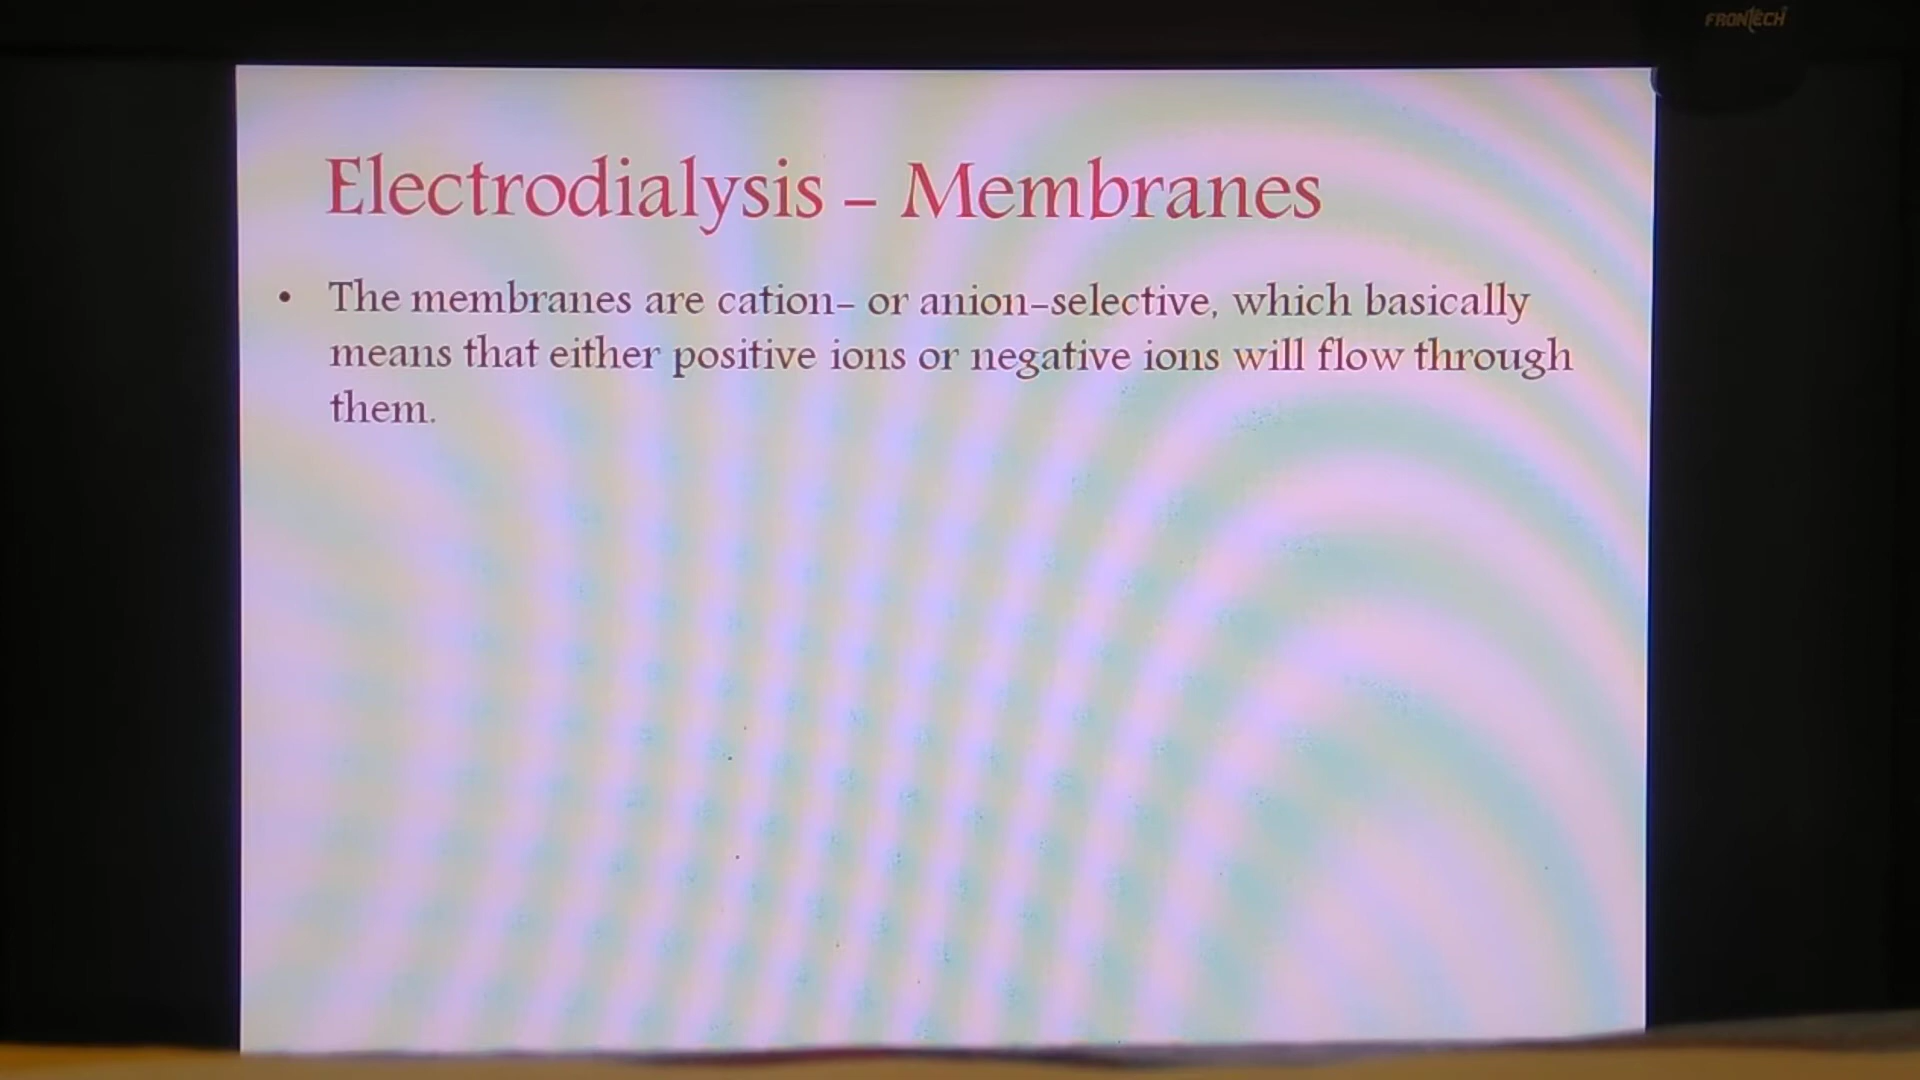 FRONTECH
Electrodialysis – Membranes
• The membranes are cation– or anion–selective, which basically
means that either positive ions or negative ions will flow through
them.